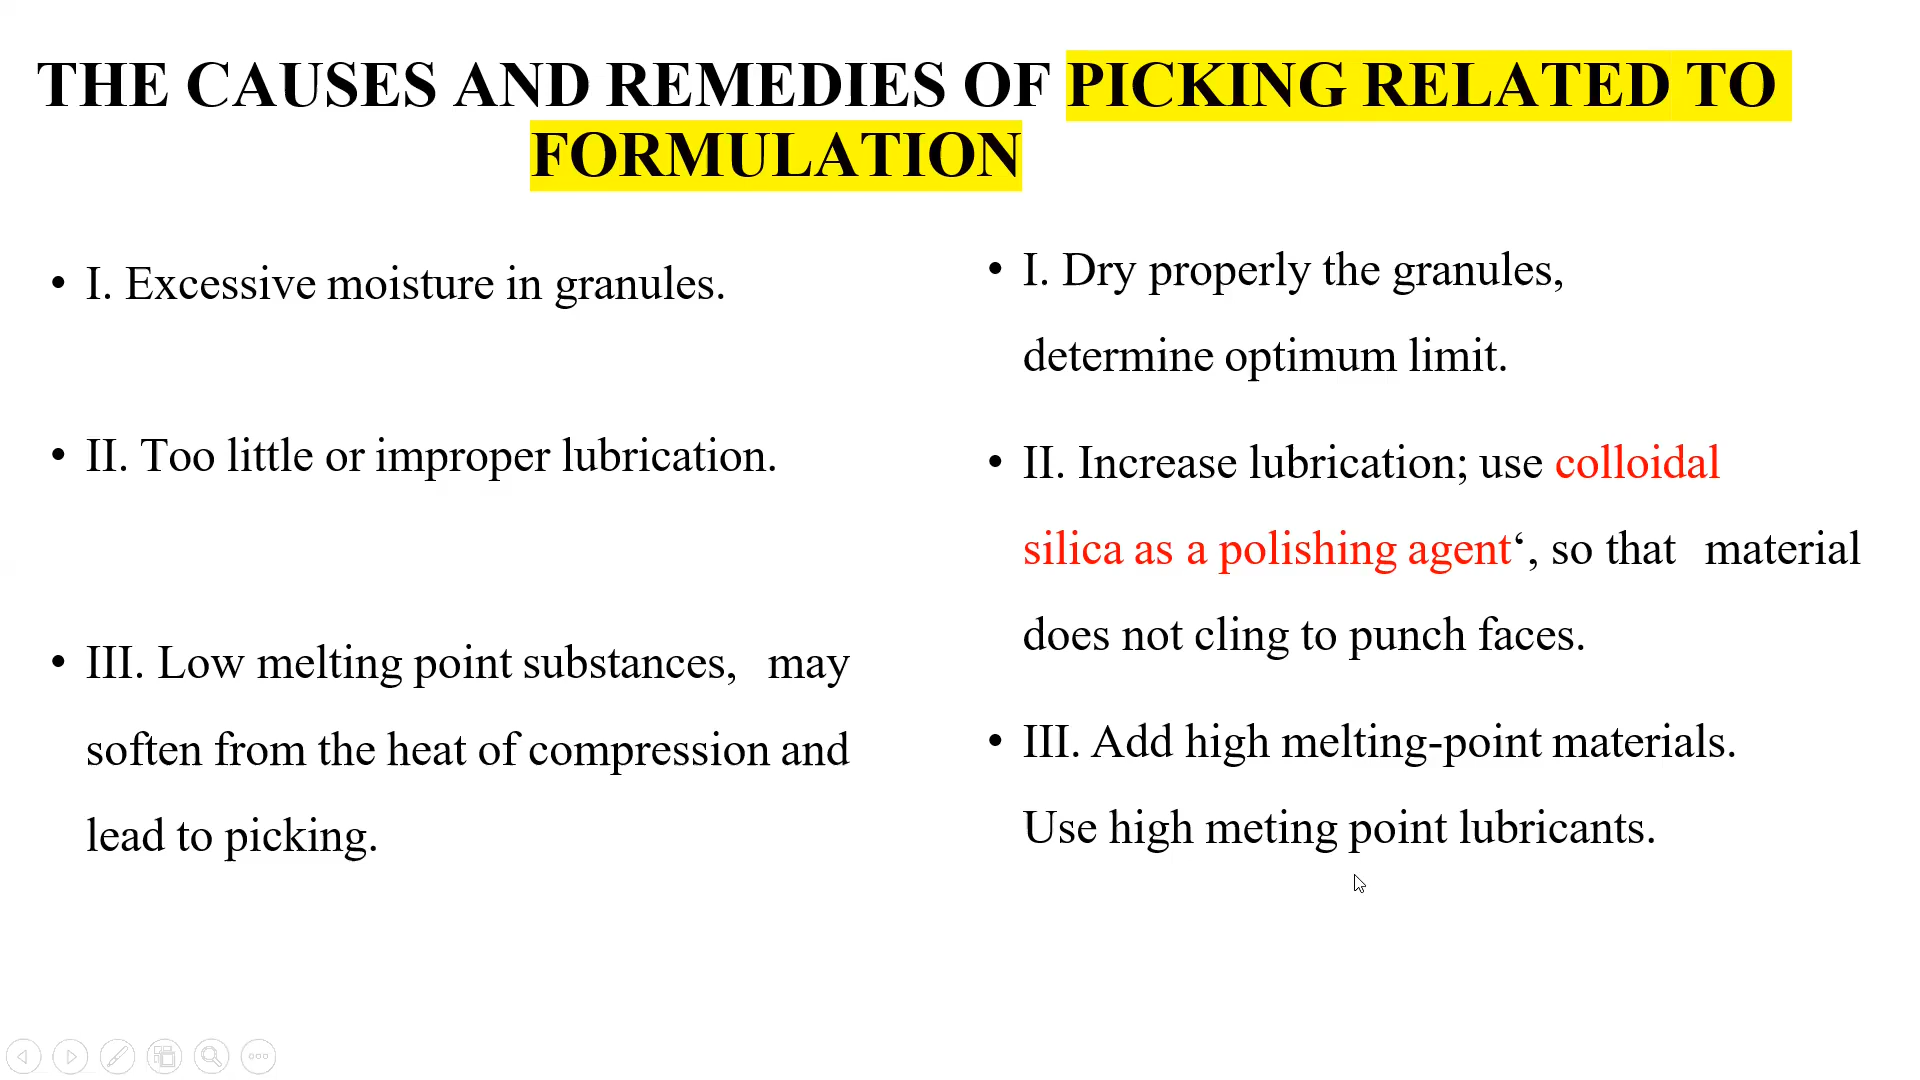 THE CAUSES AND REMEDIES OF PICKING RELATED TO
FORMULATION
• I. Excessive moisture in granules.
• II. Too little or improper lubrication.
• III. Low melting point substances, may
soften from the heat of compression and
lead to picking.
• I. Dry properly the granules,
determine optimum limit.
• II. Increase lubrication; use colloidal
silica as a polishing agent‘, so that material
does not cling to punch faces.
• III. Add high melting-point materials.
Use high meting point lubricants.